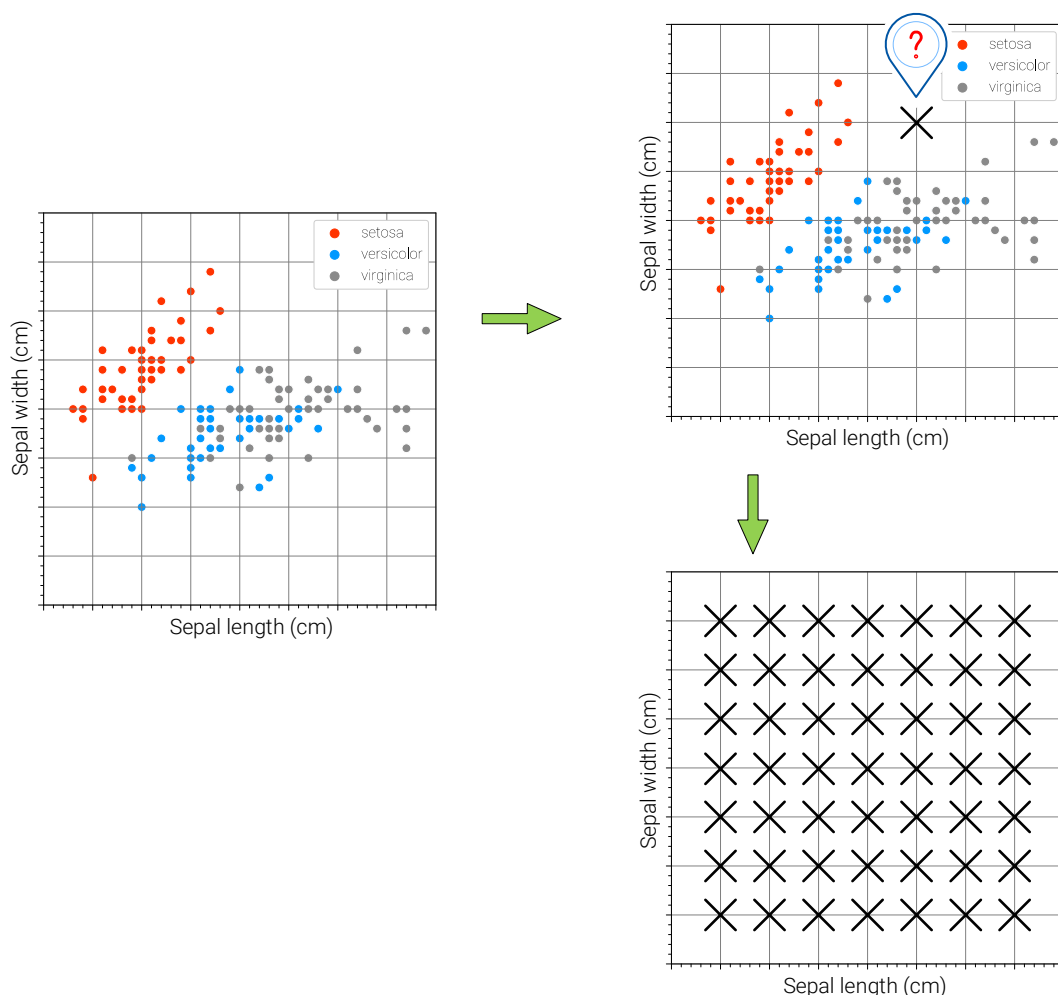 setosa
versicolor
virginica
Sepal width (cm)
Sepal length (cm)
?
setosa
versicolor
virginica
Sepal width (cm)
Sepal length (cm)
Sepal width (cm)
Sepal length (cm)